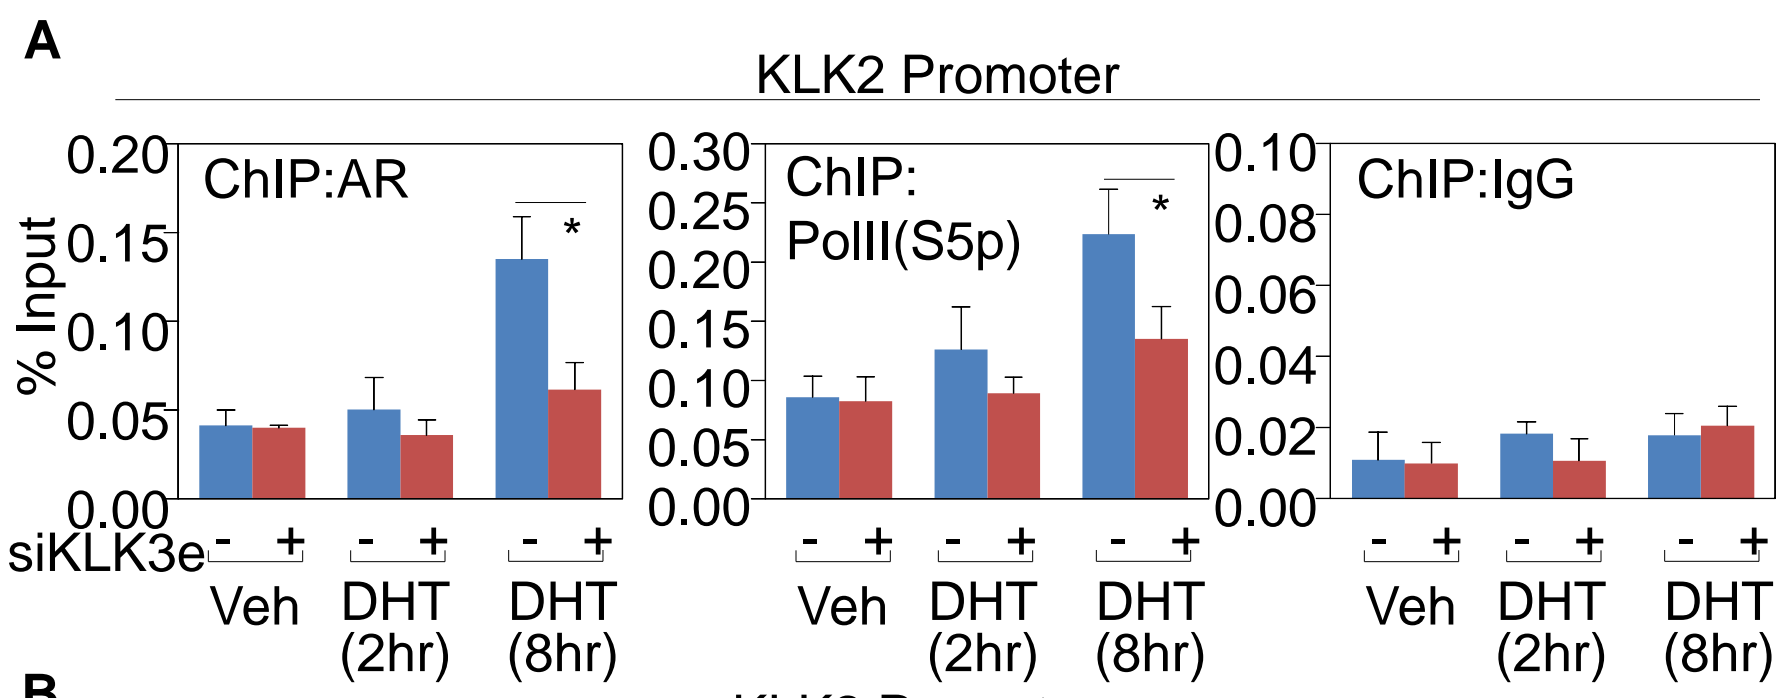 A
KLK2 Promoter
% Input
0.20
0.15
0.10
0.05
0.00
ChIP:AR
*
0.30
0.25
0.20
0.15
0.10
0.05
0.00
ChIP:
PolII(S5p)
*
0.10
0.08
0.06
0.04
0.02
0.00
ChIP:IgG
siKLK3e - + - + - + - + - + - + - + - + - +
Veh DHT DHT Veh DHT DHT Veh DHT DHT
(2hr) (8hr) (2hr) (8hr) (2hr) (8hr)
B